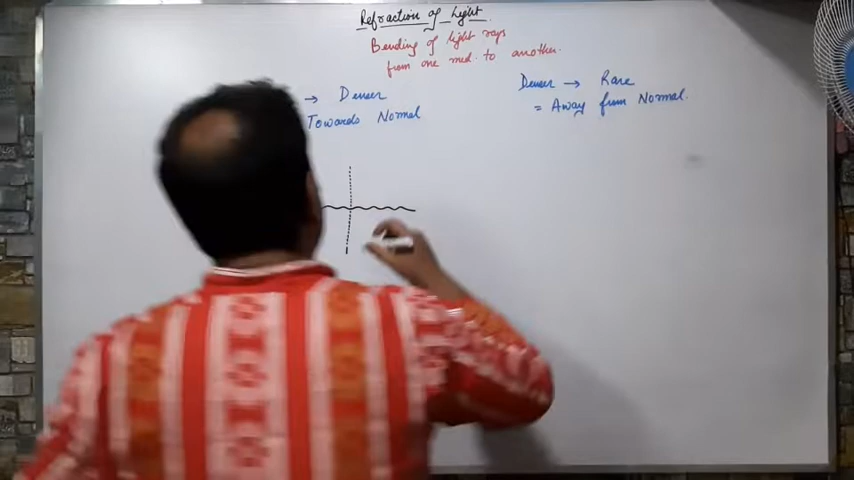 Refraction of Light
Bending of light rays
from one med. to another.
→ Denser
Towards Normal
Denser → Rare
= Away from Normal.